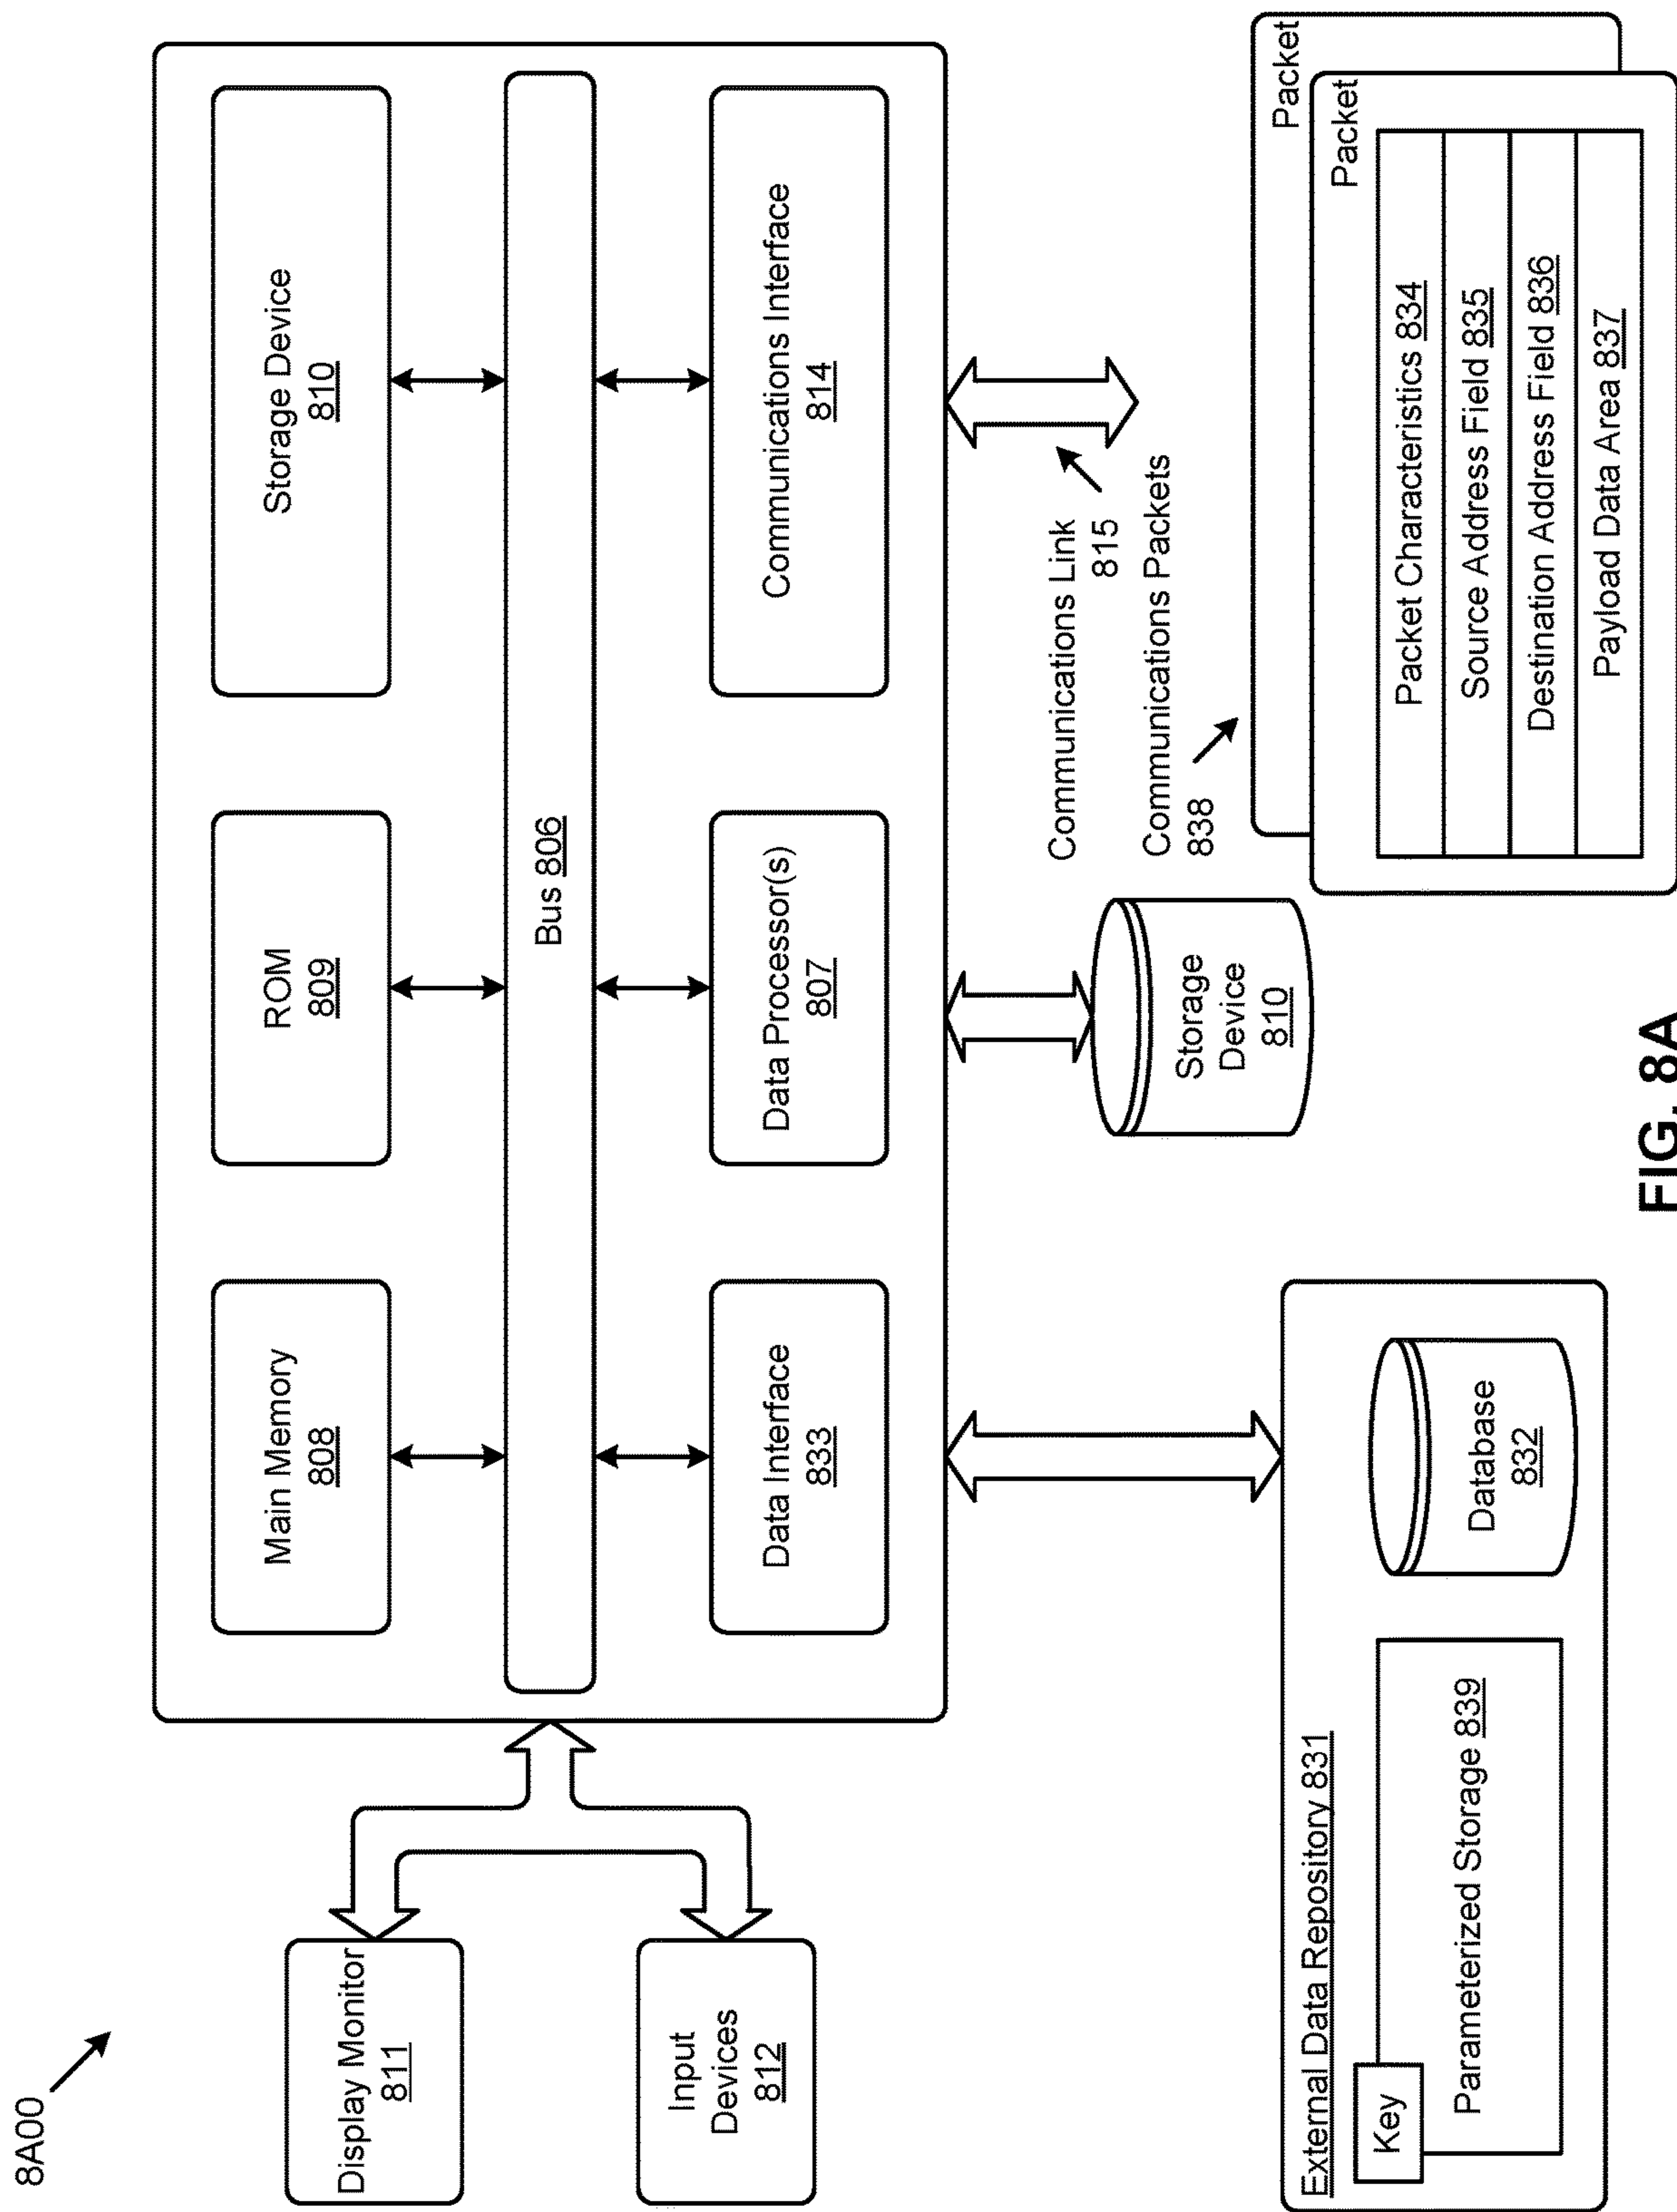 8A00
Display Monitor
811
Input
Devices
812
Main Memory
808
ROM
809
Storage Device
810
Bus 806
Data Interface
833
Data Processor(s)
807
Communications Interface
814
Communications Link
815
Communications Packets
838
Storage
Device
810
External Data Repository 831
Key
Parameterized Storage 839
Database
832
Packet
Packet
Packet Characteristics 834
Source Address Field 835
Destination Address Field 836
Payload Data Area 837
FIG. 8A